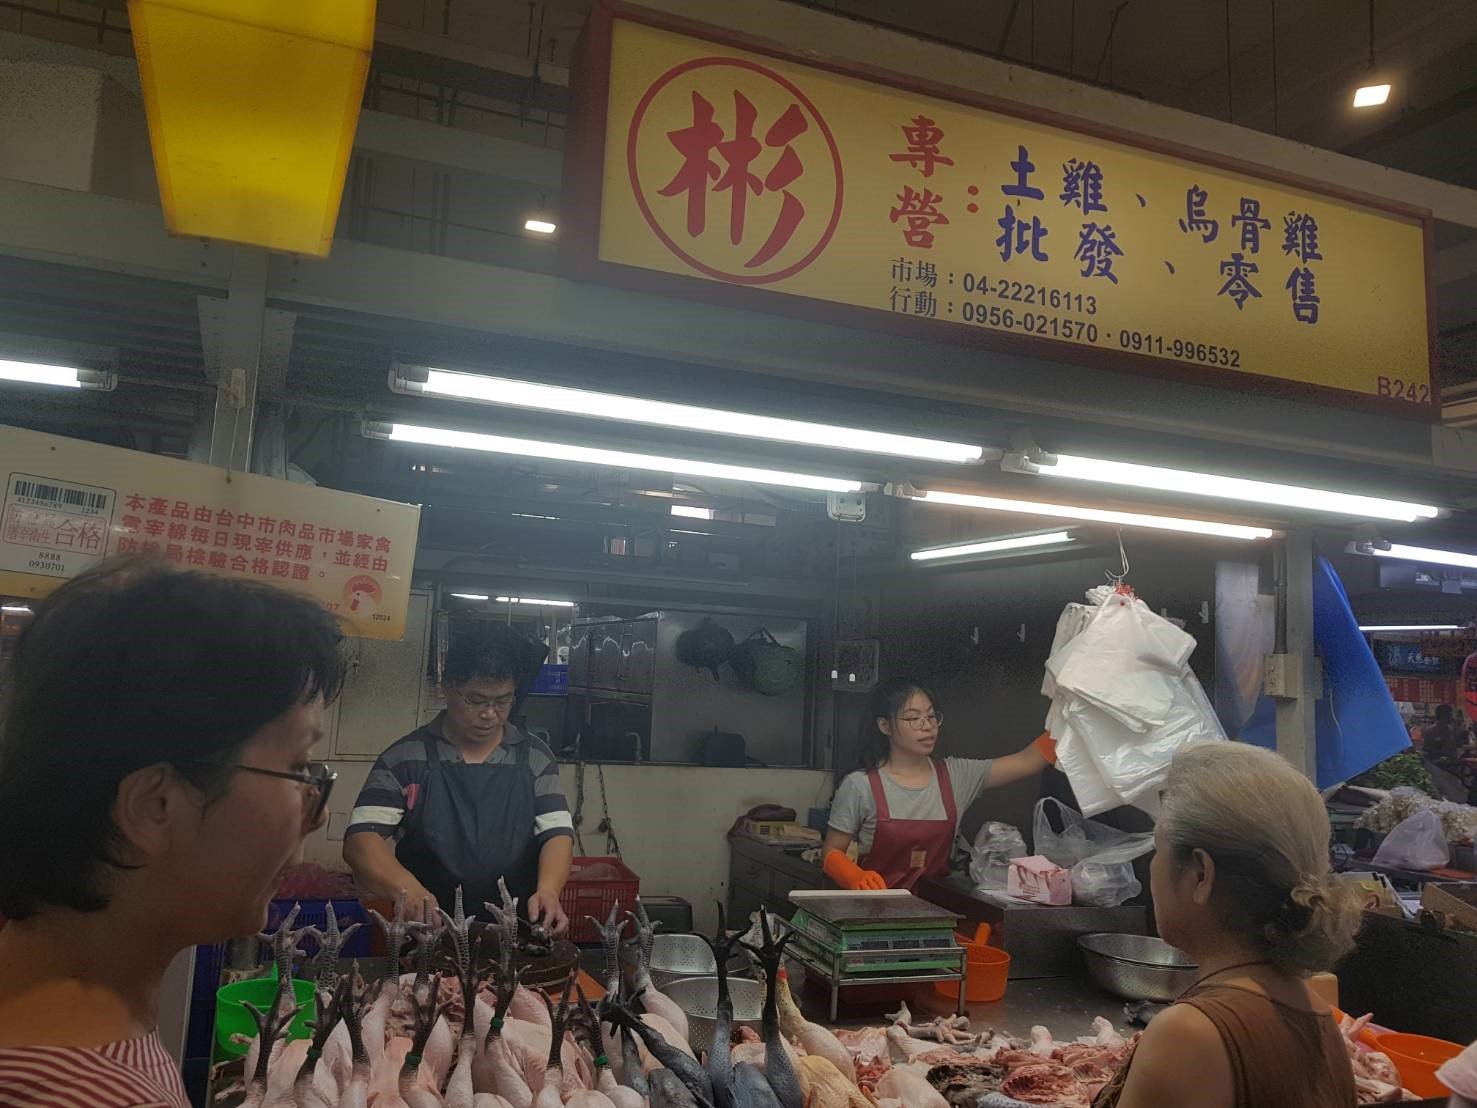 彬
專營：
土雞、烏骨雞
批發、零售
市場：04-22216113
行動：0956-021570·0911-996532
B242
本產品由台中市肉品市場家禽
電宰線每日現宰供應，並經由
防檢局檢驗合格認證。
合格
8888
0930701
12024